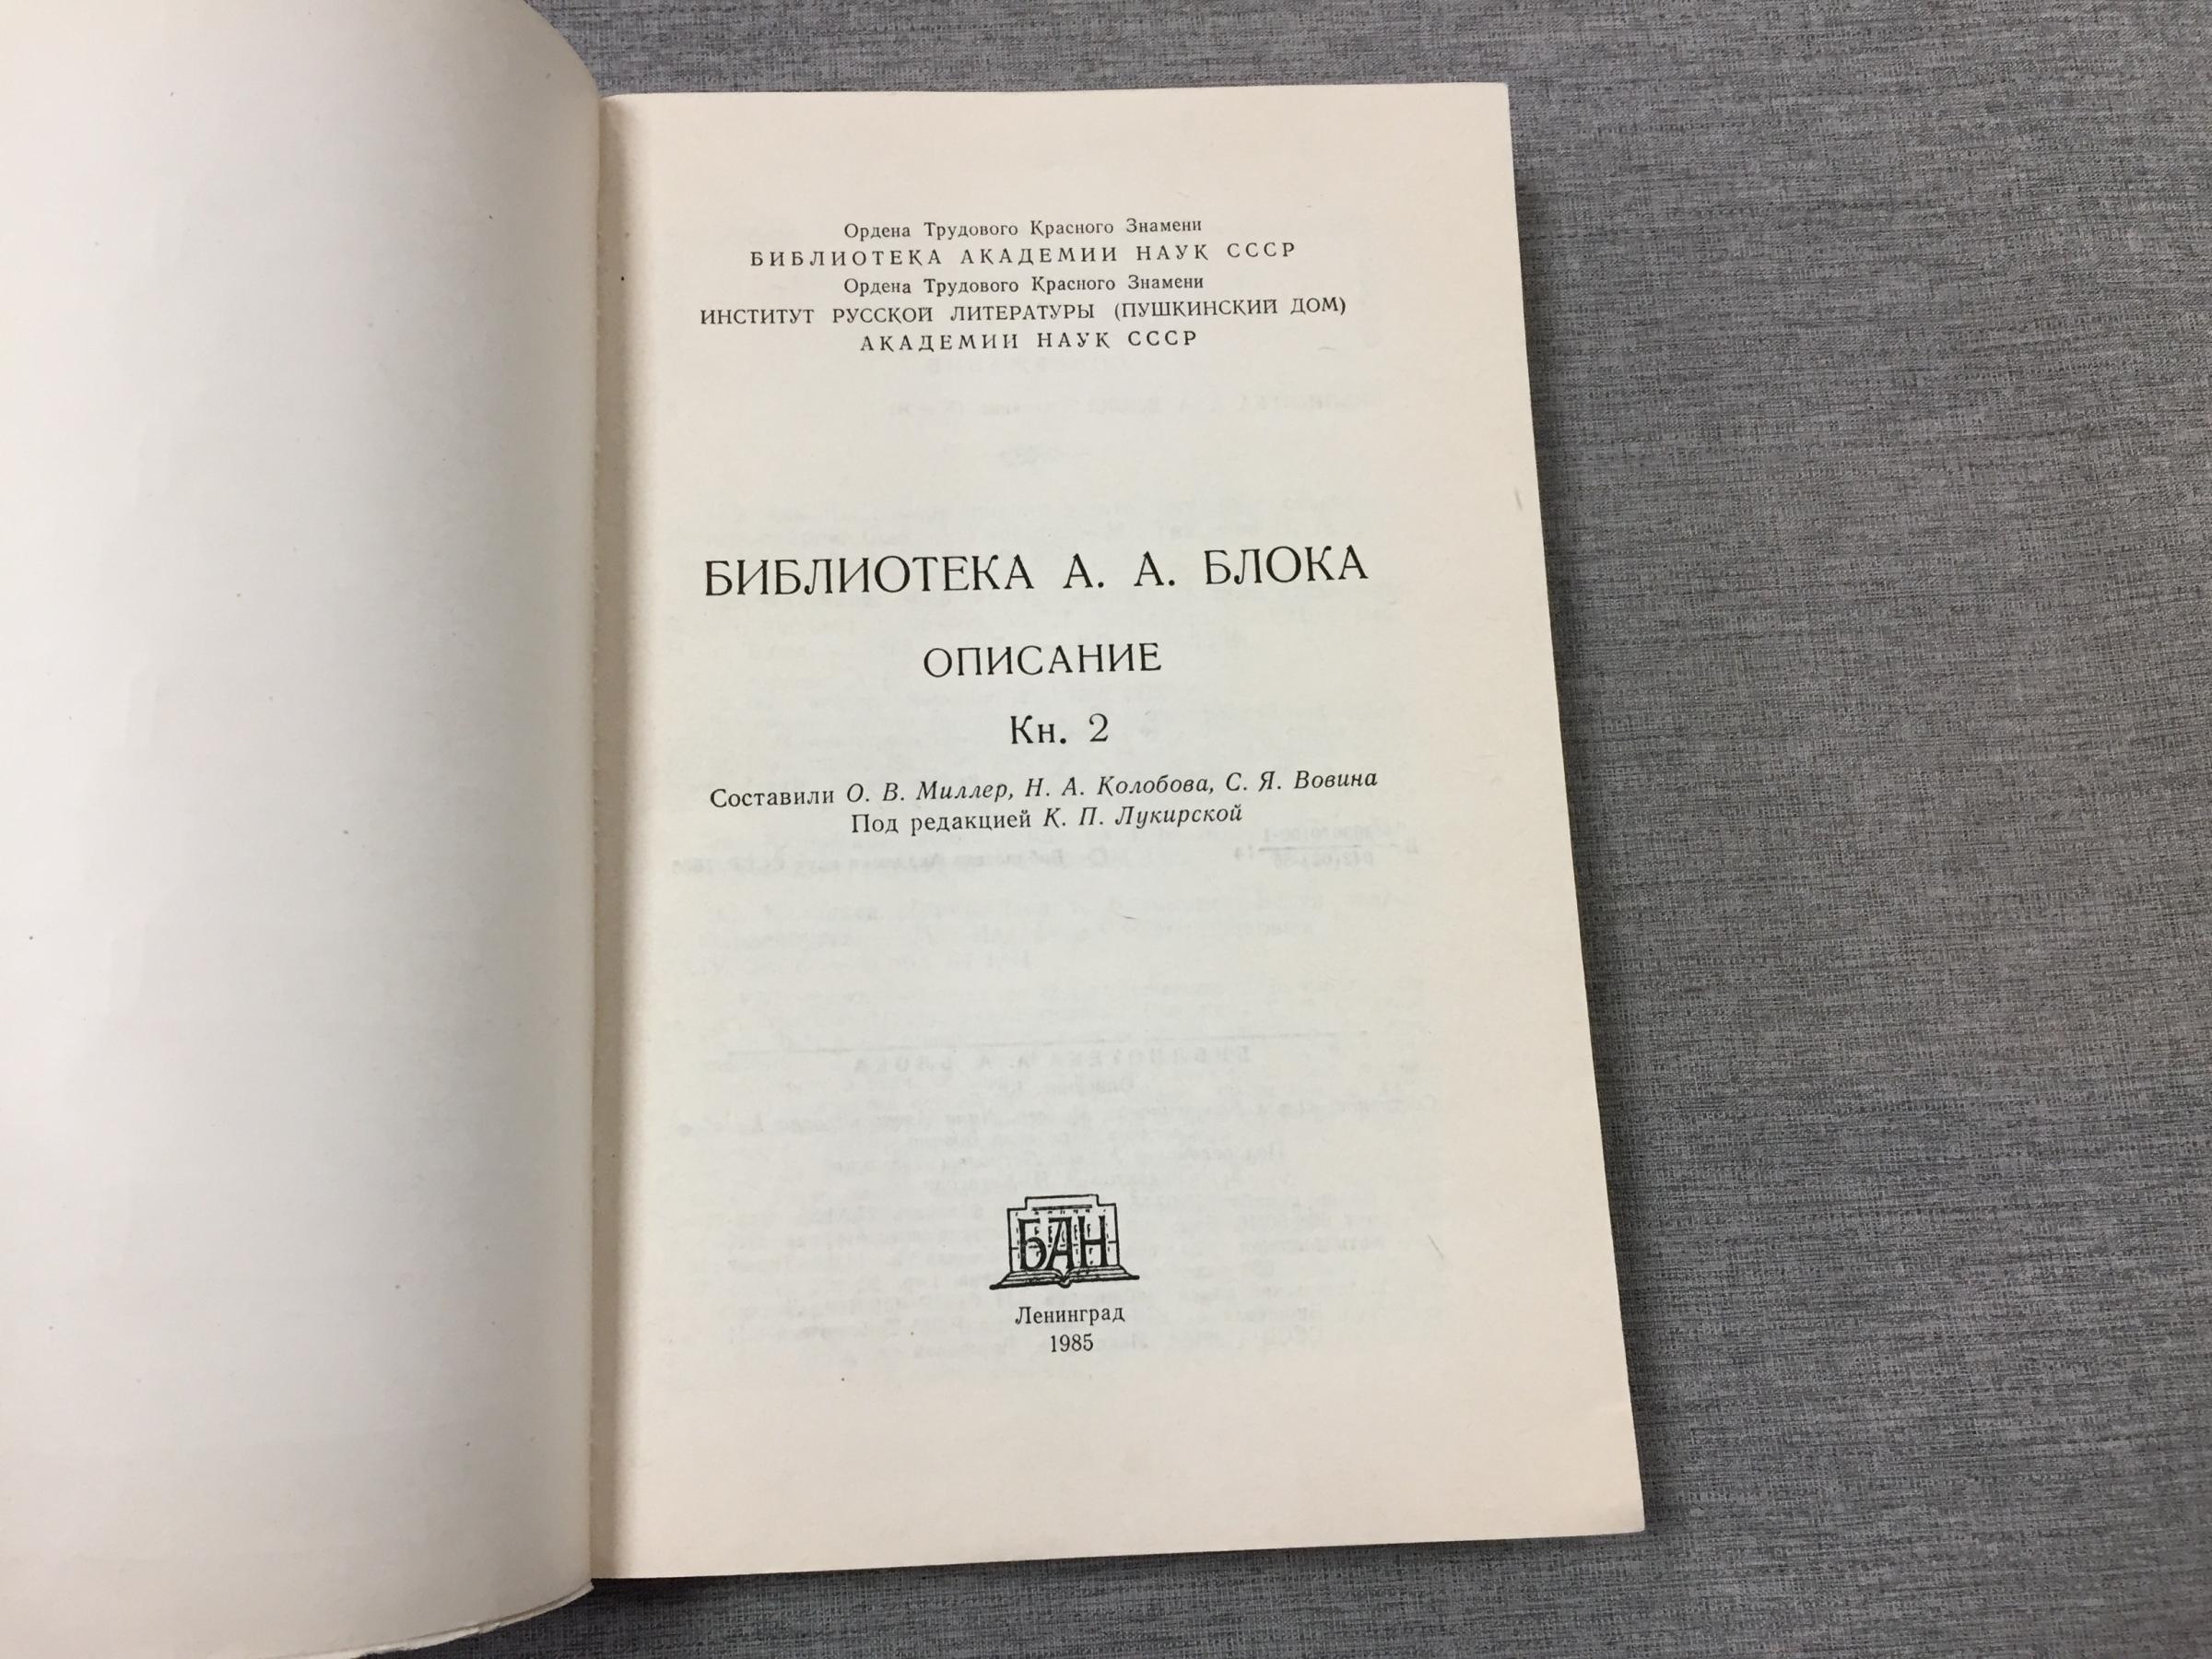 Ордена Трудового Красного Знамени
БИБЛИОТЕКА АКАДЕМИИ НАУК СССР
Ордена Трудового Красного Знамени
ИНСТИТУТ РУССКОЙ ЛИТЕРАТУРЫ (ПУШКИНСКИЙ ДОМ)
АКАДЕМИИ НАУК СССР
БИБЛИОТЕКА А. А. БЛОКА
ОПИСАНИЕ
Кн. 2
Составили О. В. Миллер, Н. А. Колобова, С. Я. Вовина
Под редакцией К. П. Лукирской
БАН
Ленинград
1985